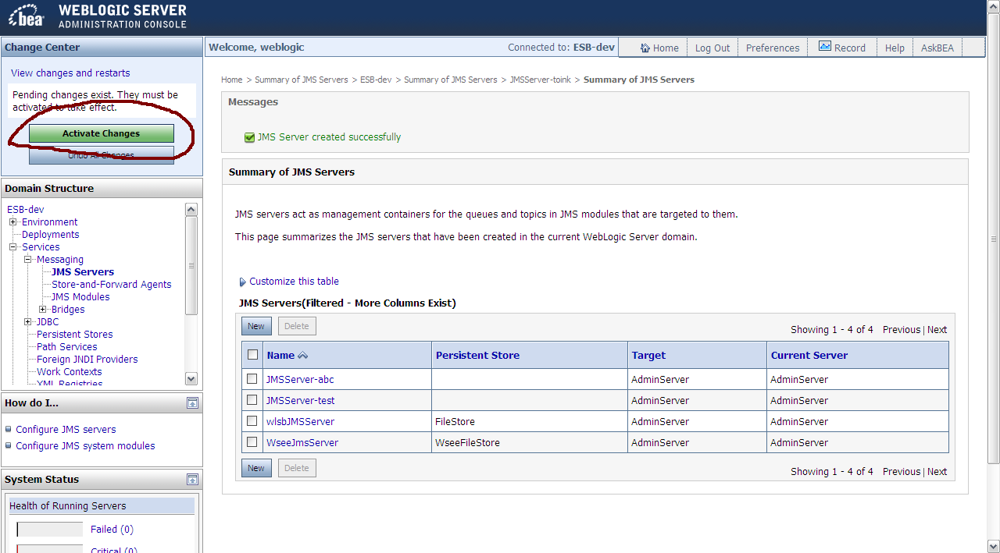 bea
WEBLOGIC SERVER
ADMINISTRATION CONSOLE
Change Center
View changes and restarts
Pending changes exist. They must be
activated to take effect.
Activate Changes
Undo All Changes
Domain Structure
ESB-dev
Environment
Deployments
Services
Messaging
JMS Servers
Store-and-Forward Agents
JMS Modules
Bridges
JDBC
Persistent Stores
Path Services
Foreign JNDI Providers
Work Contexts
XML Registries
How do I...
Configure JMS servers
Configure JMS system modules
System Status
Health of Running Servers
Failed (0)
Critical (0)
Welcome, weblogic
Connected to: ESB-dev
Home
Log Out
Preferences
Record
Help
AskBEA
Home > Summary of JMS Servers > ESB-dev > Summary of JMS Servers > JMSServer-toink > Summary of JMS Servers
Messages
JMS Server created successfully
Summary of JMS Servers
JMS servers act as management containers for the queues and topics in JMS modules that are targeted to them.
This page summarizes the JMS servers that have been created in the current WebLogic Server domain.
Customize this table
JMS Servers(Filtered - More Columns Exist)
New Delete Showing 1 - 4 of 4 Previous | Next
Name Persistent Store Target Current Server
JMSServer-abc AdminServer AdminServer
JMSServer-test AdminServer AdminServer
wlsbJMSServer FileStore AdminServer AdminServer
WseeJmsServer WseeFileStore AdminServer AdminServer
New Delete Showing 1 - 4 of 4 Previous | Next